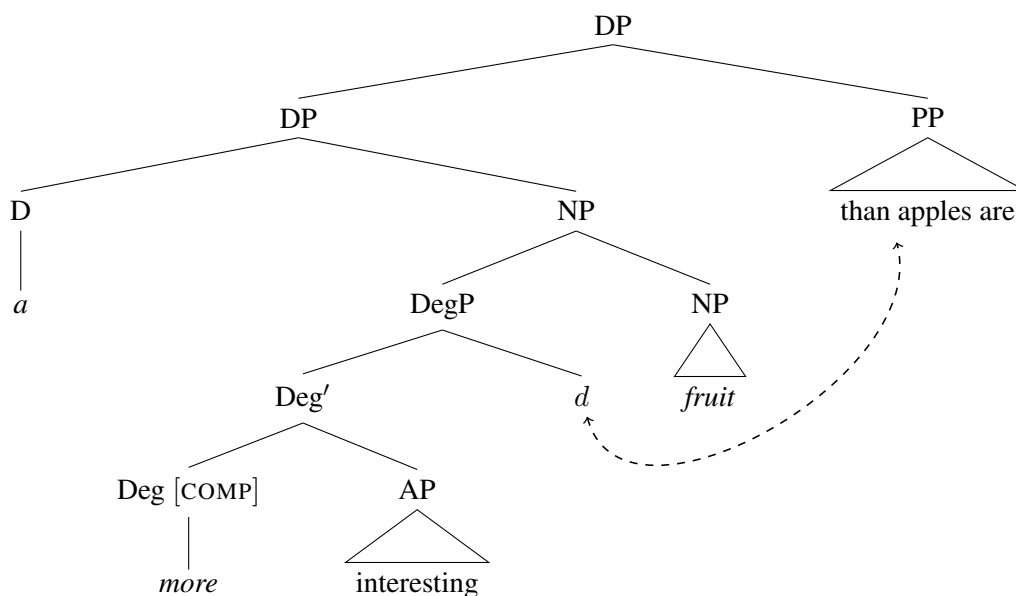 DP
DP PP
D NP than apples are
a DegP NP
Deg′ d fruit
Deg [COMP] AP
more interesting